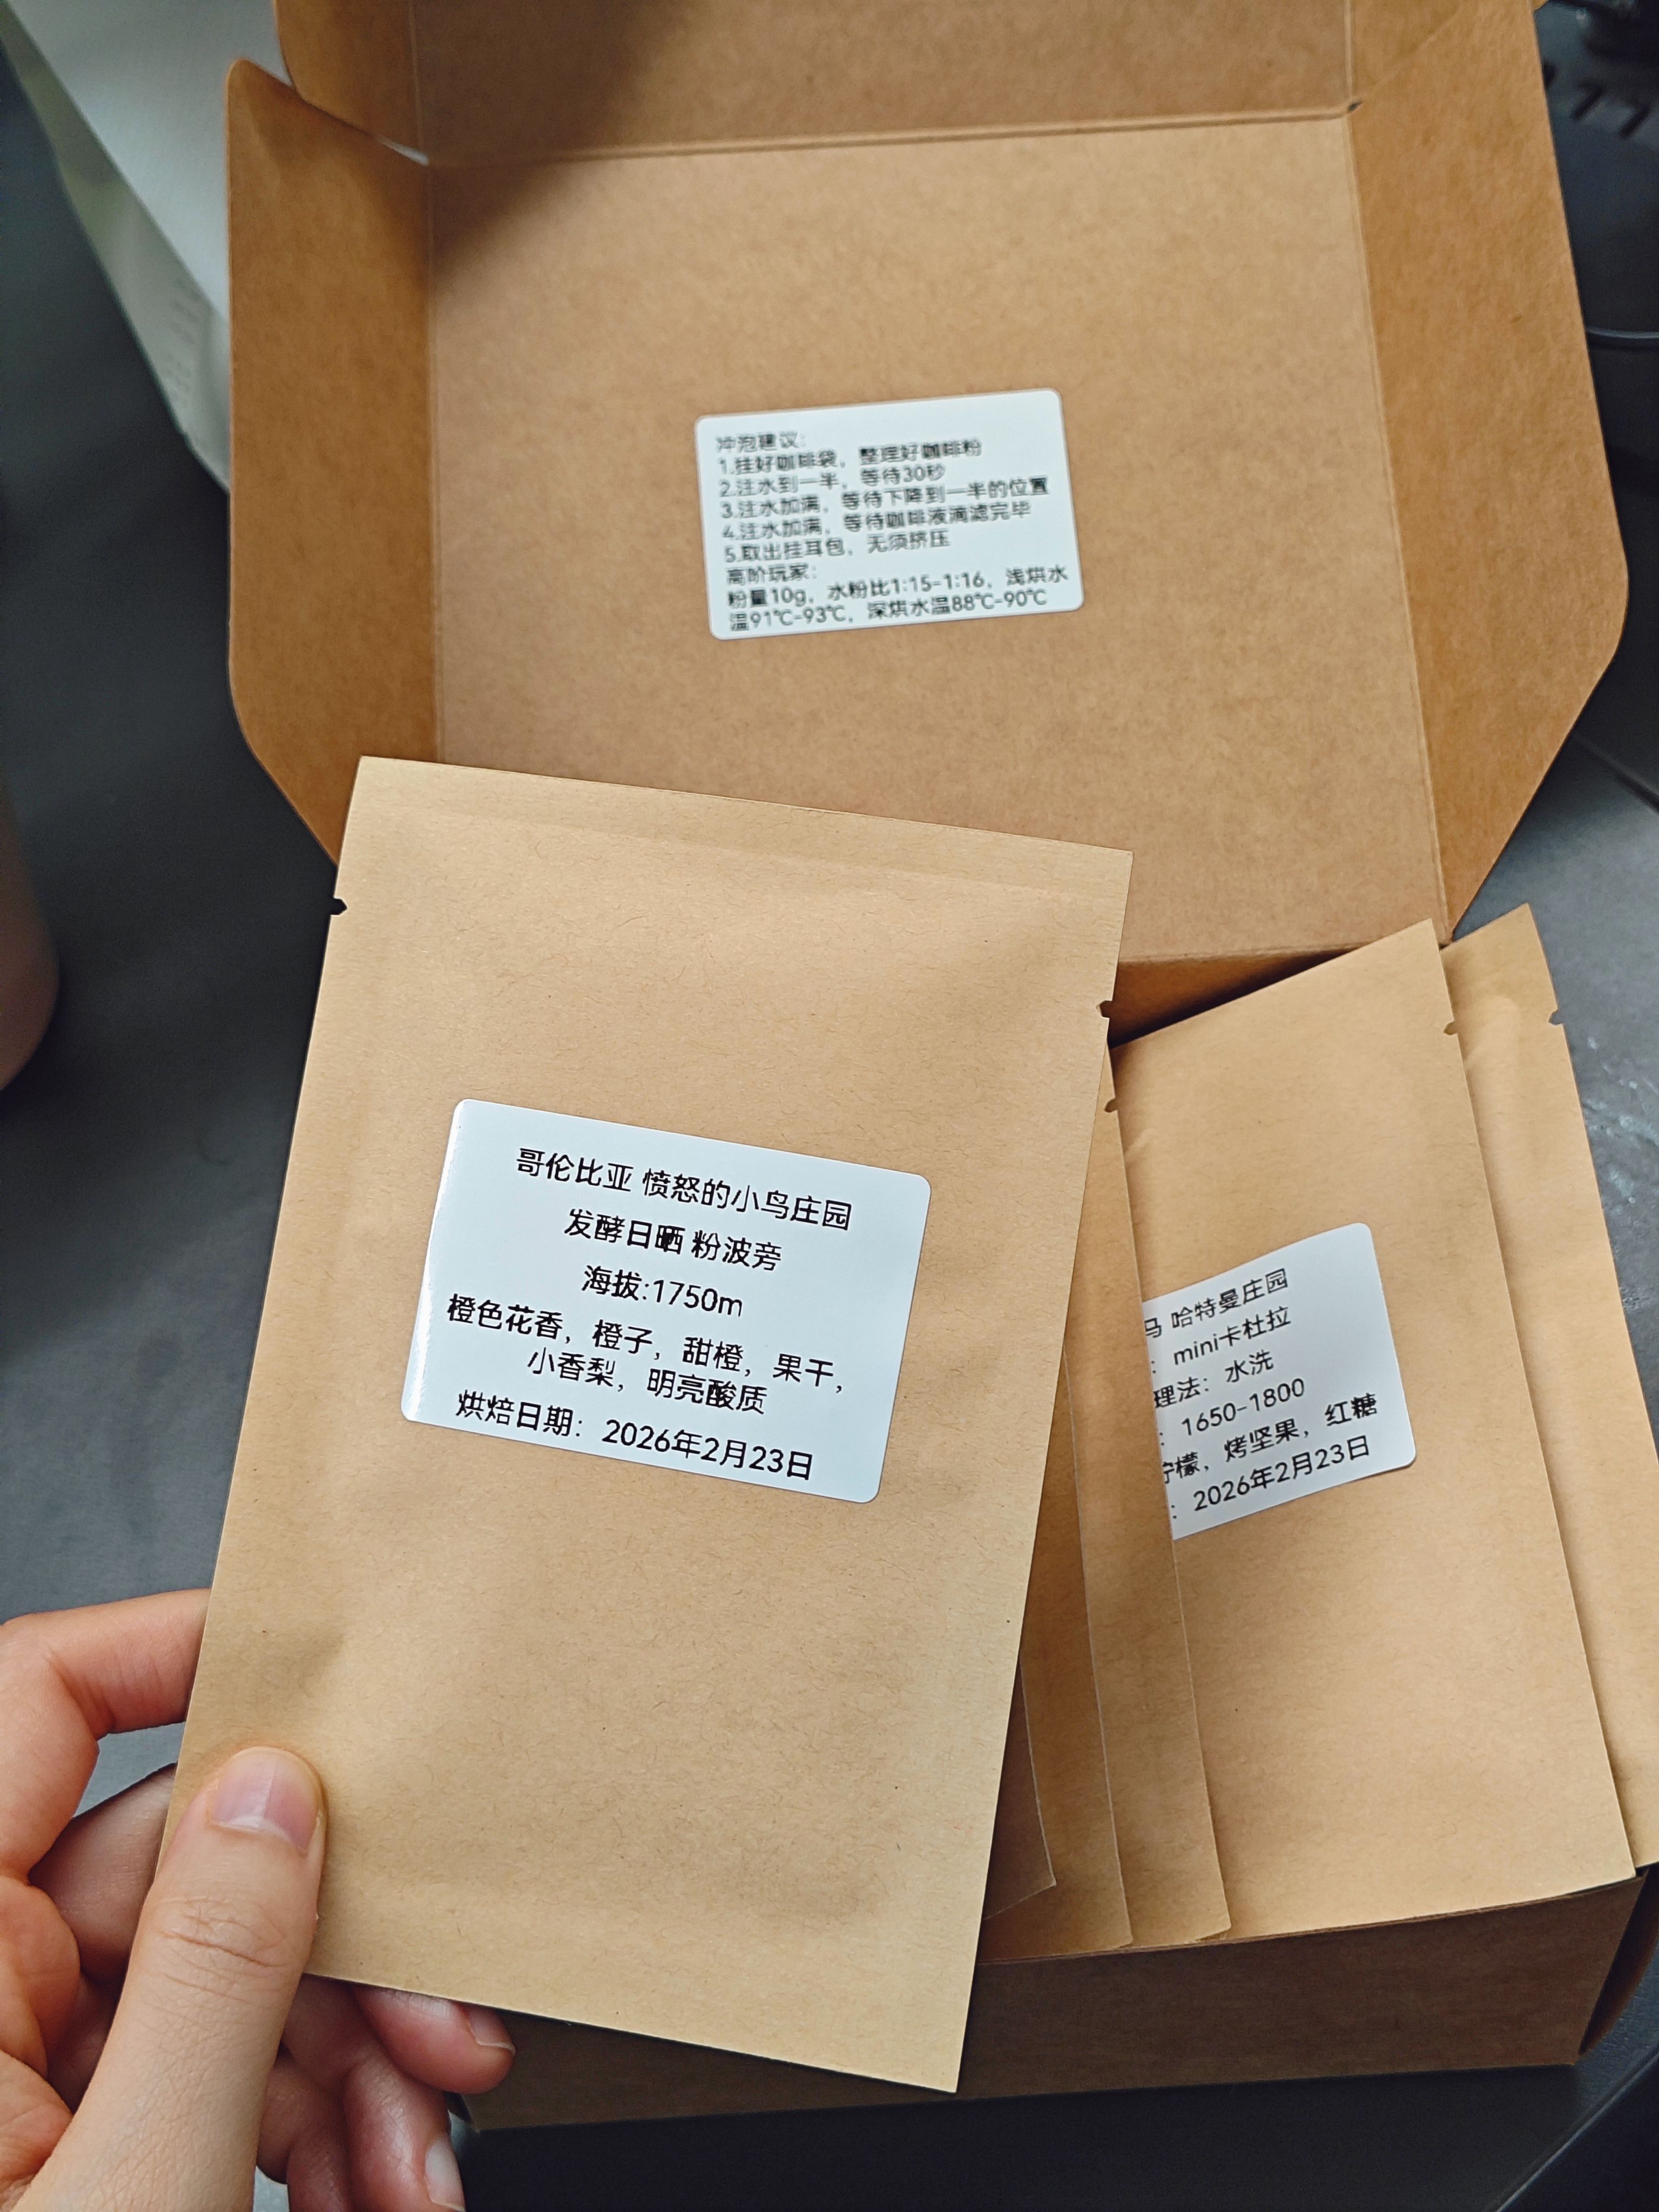 冲泡建议：
1.挂好咖啡袋，整理好咖啡粉
2.注水到一半，等待30秒
3.注水加满，等待下降到一半的位置
4.注水加满，等待咖啡液滴滤完毕
5.取出挂耳包，无须挤压
高阶玩家：
粉量10g，水粉比1:15-1:16，浅烘水
温91℃-93℃，深烘水温88℃-90℃
哥伦比亚 愤怒的小鸟庄园
发酵日晒 粉波旁
海拔:1750m
橙色花香，橙子，甜橙，果干，
小香梨，明亮酸质
烘焙日期：2026年2月23日
马 哈特曼庄园
：mini卡杜拉
理法：水洗
：1650-1800
柠檬，烤坚果，红糖
：2026年2月23日